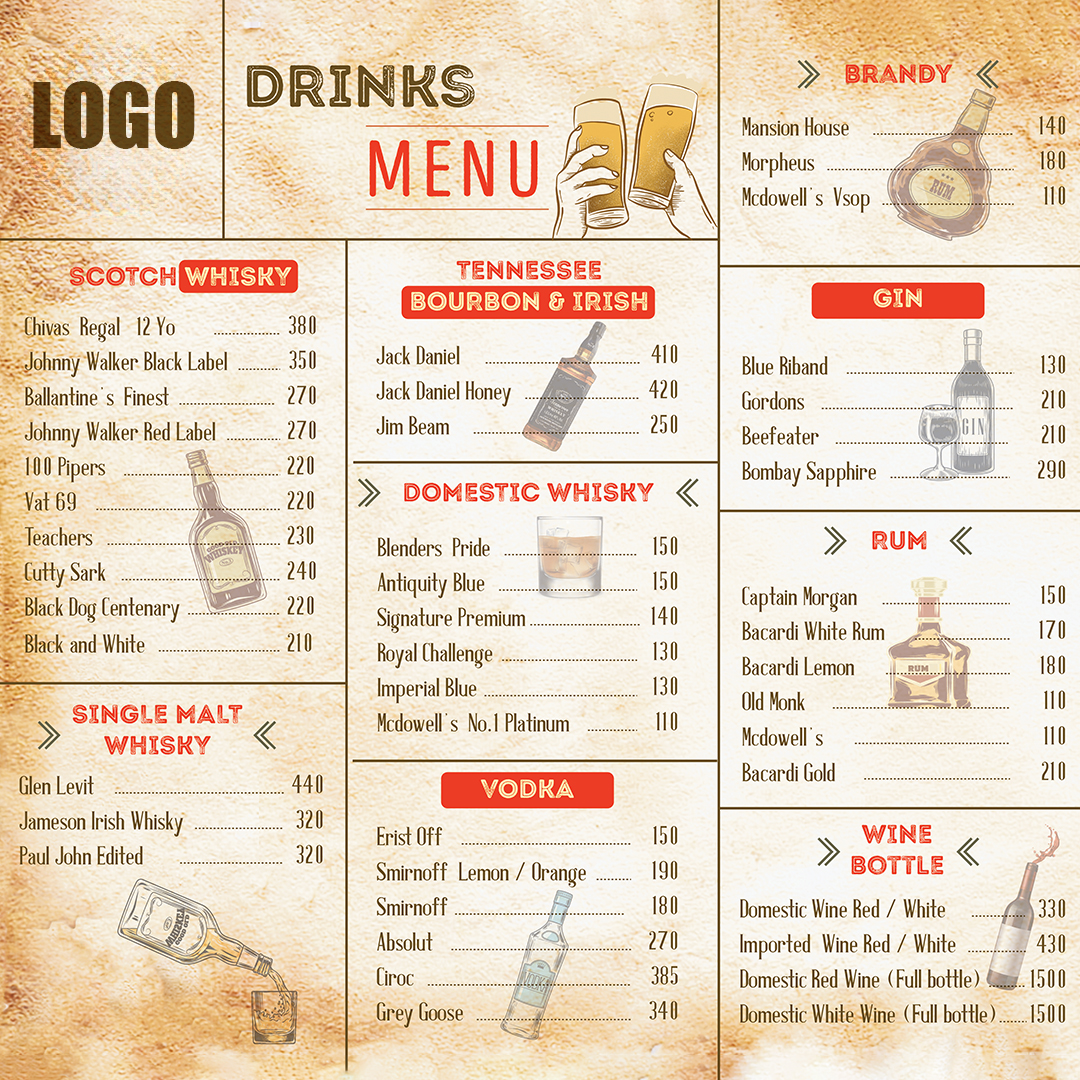 LOGO
DRINKS
MENU
SCOTCH WHISKY
Chivas Regal 12 Yo .......... 380
Johnny Walker Black Label .......... 350
Ballantine's Finest .......... 270
Johnny Walker Red Label .......... 270
100 Pipers .......... 220
Vat 69 .......... 220
Teachers .......... 230
Cutty Sark .......... 240
Black Dog Centenary .......... 220
Black and White .......... 210
WHISKEY
SINGLE MALT
WHISKY
Glen Levit .......... 440
Jameson Irish Whisky .......... 320
Paul John Edited .......... 320
WHISKEY
TENNESSEE
BOURBON & IRISH
Jack Daniel .......... 410
Jack Daniel Honey .......... 420
Jim Beam .......... 250
DOMESTIC WHISKY
Blenders Pride .......... 150
Antiquity Blue .......... 150
Signature Premium .......... 140
Royal Challenge .......... 130
Imperial Blue .......... 130
Mcdowell's No.1 Platinum .......... 110
VODKA
Erist Off .......... 150
Smirnoff Lemon / Orange .......... 190
Smirnoff .......... 180
Absolut .......... 270
Ciroc .......... 385
Grey Goose .......... 340
BRANDY
Mansion House .......... 140
Morpheus .......... 180
Mcdowell's Vsop .......... 110
RUM
GIN
Blue Riband .......... 130
Gordons .......... 210
Beefeater .......... 210
Bombay Sapphire .......... 290
GIN
RUM
Captain Morgan .......... 150
Bacardi White Rum .......... 170
Bacardi Lemon .......... 180
Old Monk .......... 110
Mcdowell's .......... 110
Bacardi Gold .......... 210
RUM
WINE
BOTTLE
Domestic Wine Red / White .......... 330
Imported Wine Red / White .......... 430
Domestic Red Wine (Full bottle) .......... 1500
Domestic White Wine (Full bottle) .......... 1500